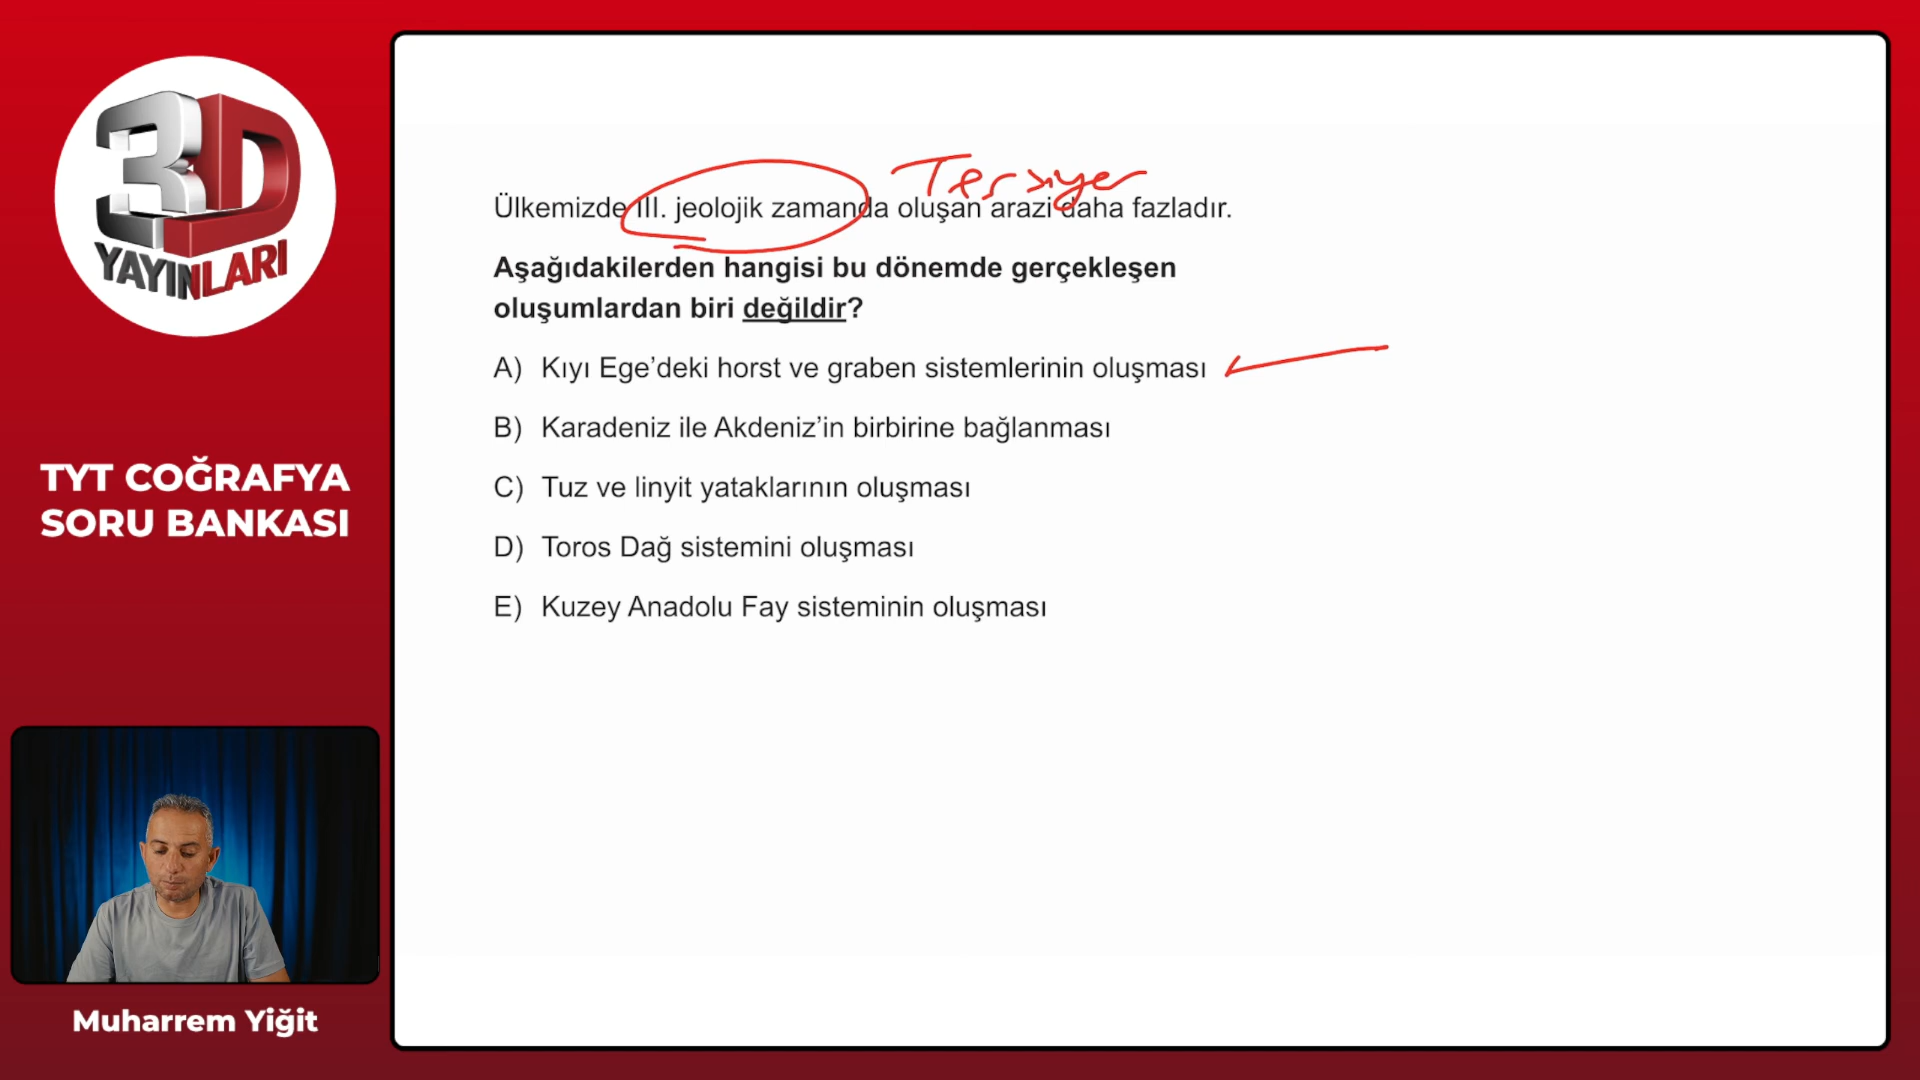 3D
YAYINLARI
TYT COĞRAFYA
SORU BANKASI
Muharrem Yiğit
Tersiyer
Ülkemizde III. jeolojik zamanda oluşan arazi daha fazladır.
Aşağıdakilerden hangisi bu dönemde gerçekleşen
oluşumlardan biri değildir?
A) Kıyı Ege’deki horst ve graben sistemlerinin oluşması
B) Karadeniz ile Akdeniz’in birbirine bağlanması
C) Tuz ve linyit yataklarının oluşması
D) Toros Dağ sistemini oluşması
E) Kuzey Anadolu Fay sisteminin oluşması